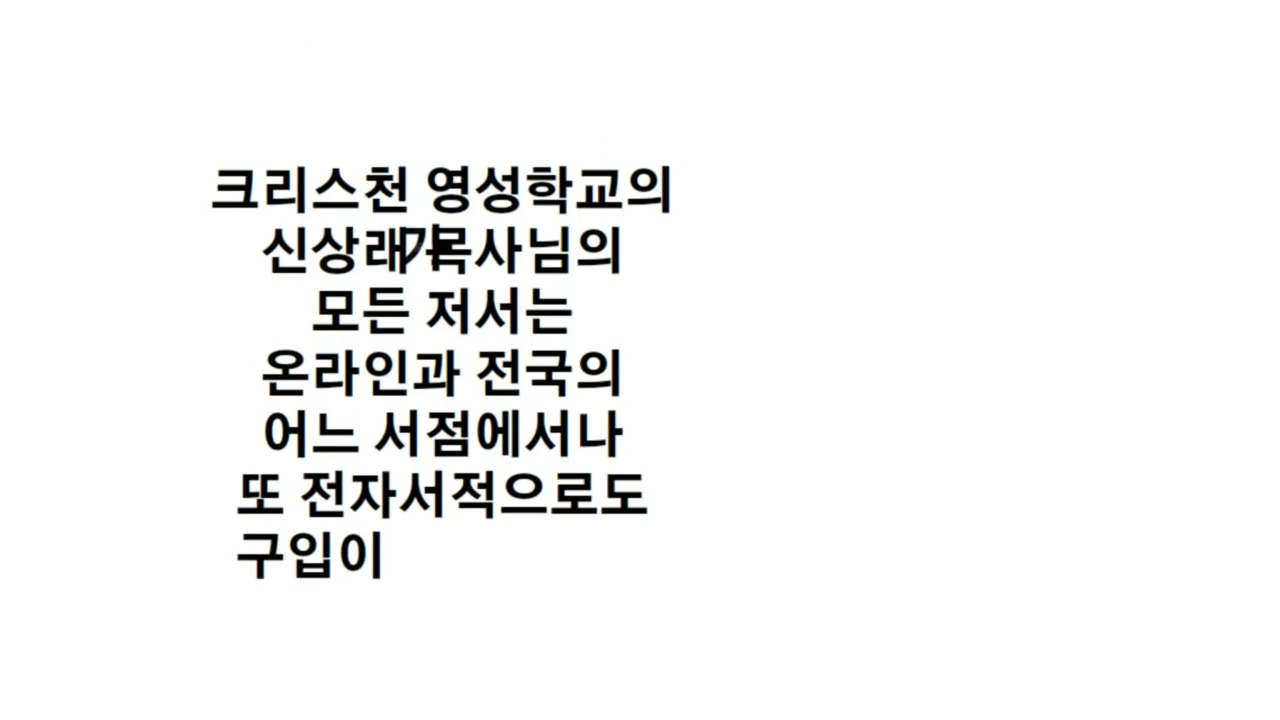 크리스천 영성학교의
신상래 목사님의
모든 저서는
온라인과 전국의
어느 서점에서나
또 전자서적으로도
구입이
가